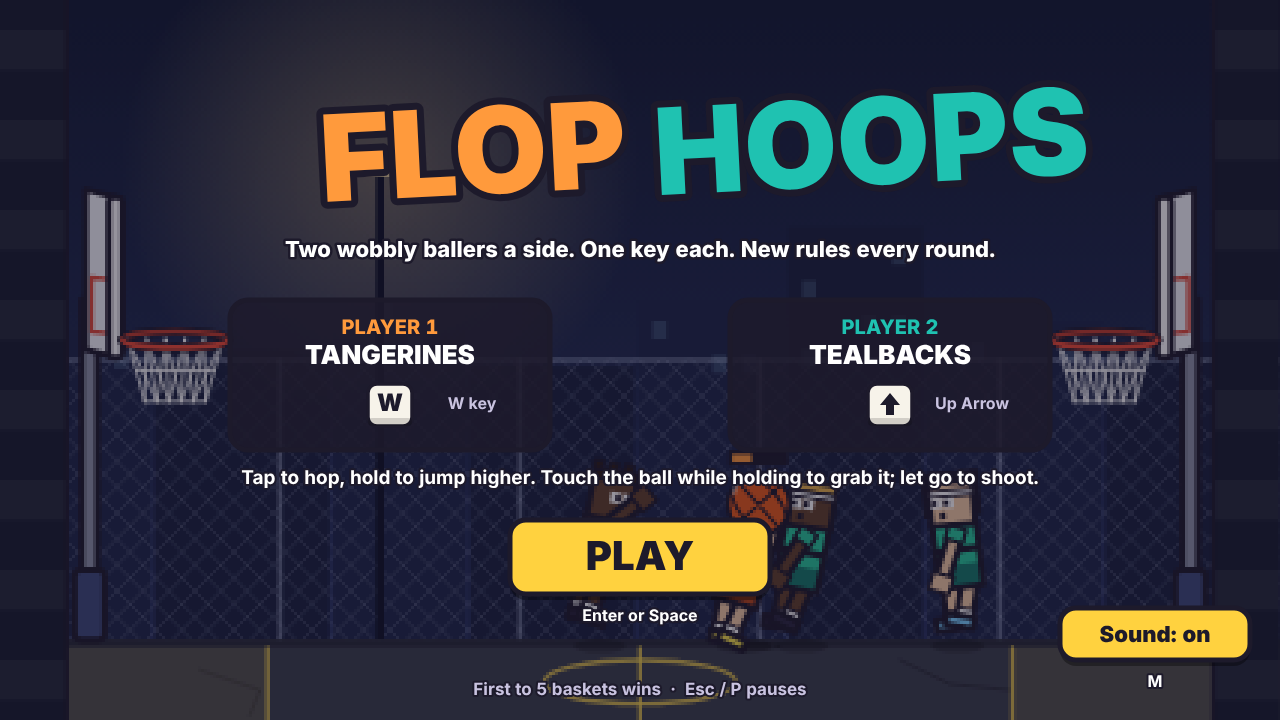 FLOP HOOPS
Two wobbly ballers a side. One key each. New rules every round.
PLAYER 1
TANGERINES
W W key
PLAYER 2
TEALBACKS
Up Arrow
Tap to hop, hold to jump higher. Touch the ball while holding to grab it; let go to shoot.
PLAY
Enter or Space
Sound: on
M
First to 5 baskets wins · Esc / P pauses